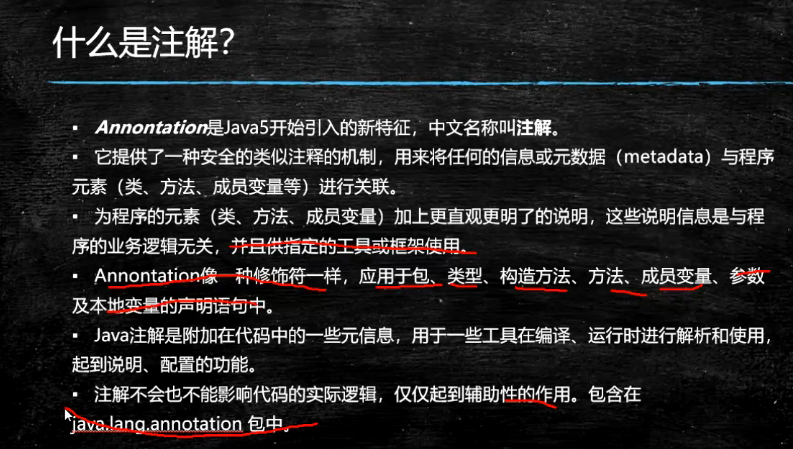 什么是注解？
▪ Annontation是Java5开始引入的新特征，中文名称叫注解。
▪ 它提供了一种安全的类似注释的机制，用来将任何的信息或元数据（metadata）与程序
元素（类、方法、成员变量等）进行关联。
▪ 为程序的元素（类、方法、成员变量）加上更直观更明了的说明，这些说明信息是与程
序的业务逻辑无关，并且供指定的工具或框架使用。
▪ Annontation像一种修饰符一样，应用于包、类型、构造方法、方法、成员变量、参数
及本地变量的声明语句中。
▪ Java注解是附加在代码中的一些元信息，用于一些工具在编译、运行时进行解析和使用，
起到说明、配置的功能。
▪ 注解不会也不能影响代码的实际逻辑，仅仅起到辅助性的作用。包含在
java.lang.annotation 包中。